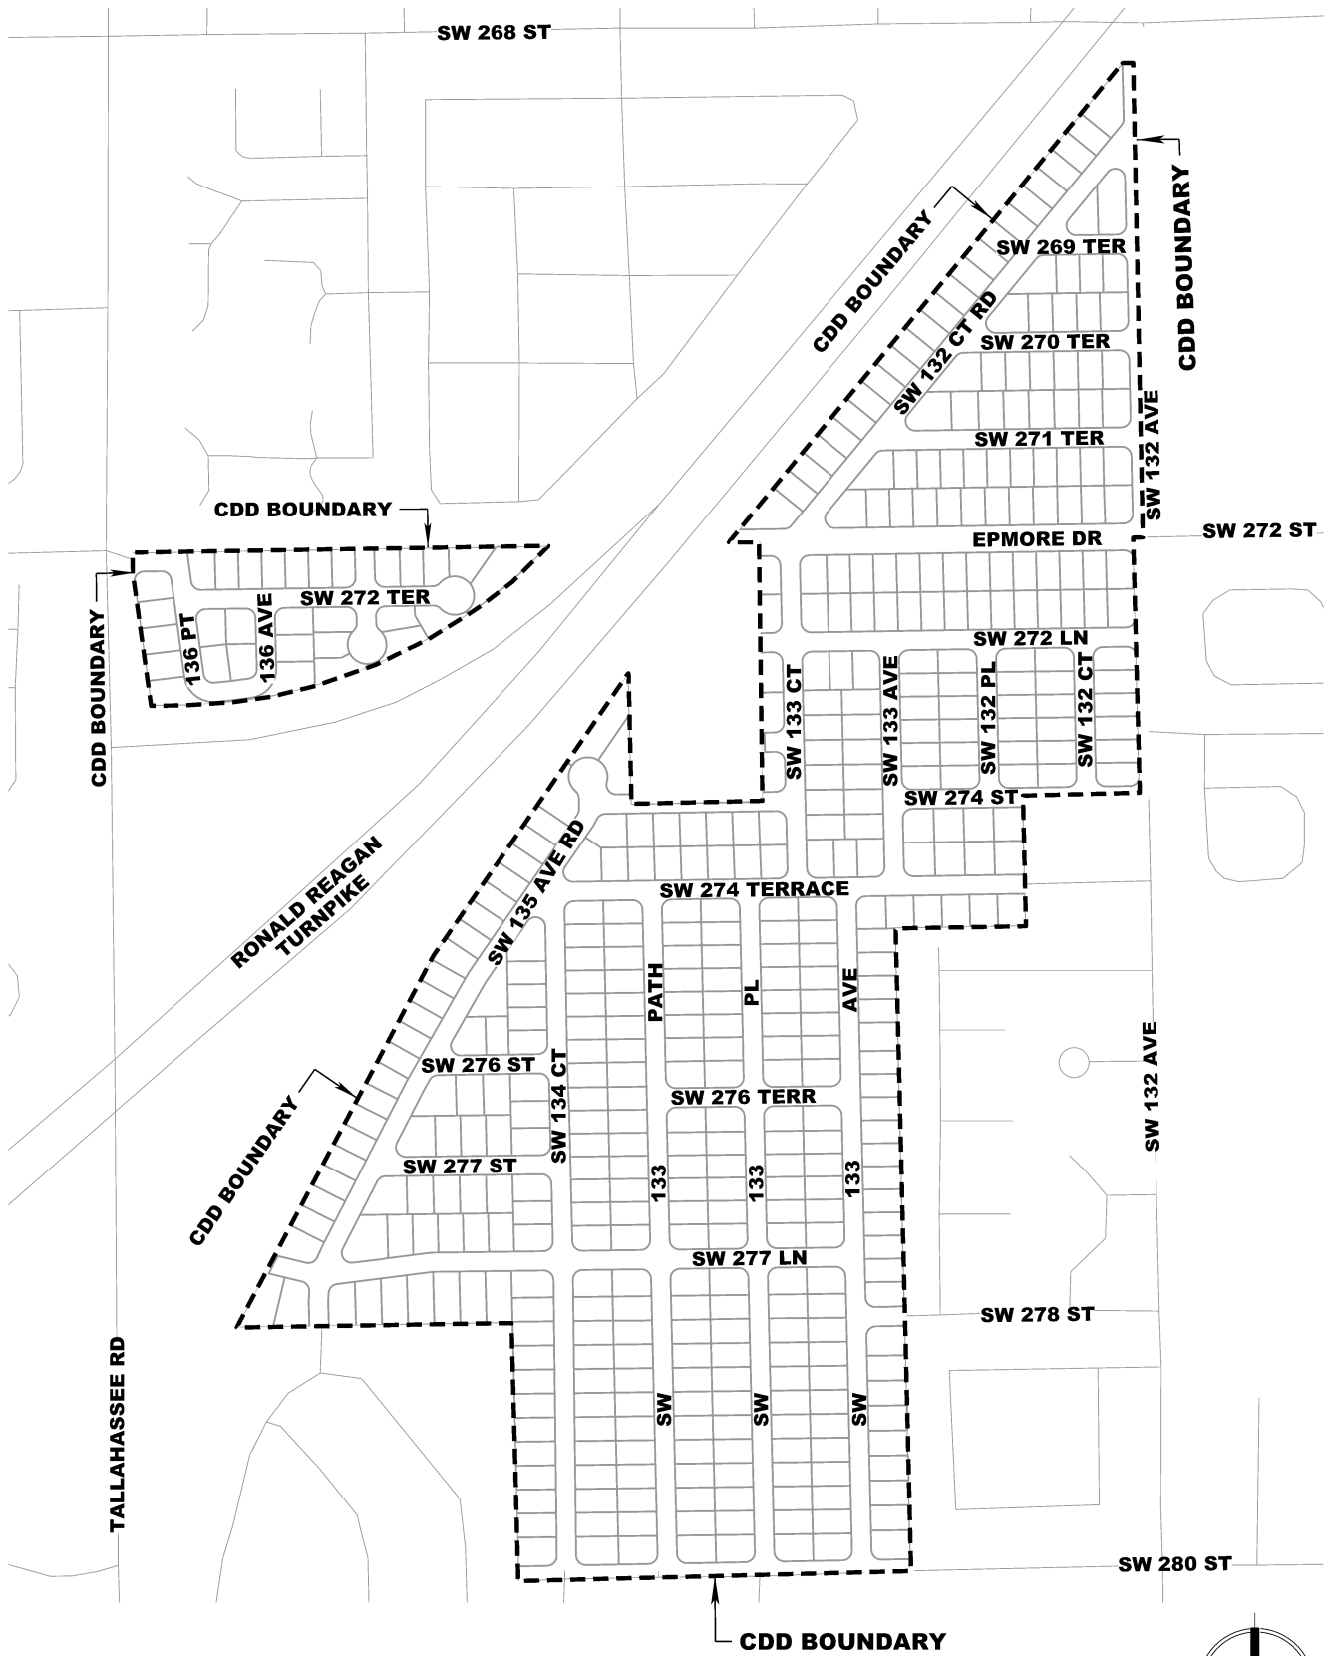 SW 268 ST
CDD BOUNDARY
CDD BOUNDARY
SW 269 TER
SW 132 CT RD
SW 270 TER
SW 132 AVE
SW 271 TER
CDD BOUNDARY
SW 272 ST
EPMORE DR
CDD BOUNDARY
SW 272 TER
136 PT
136 AVE
SW 272 LN
SW 133 CT
SW 133 AVE
SW 132 PL
SW 132 CT
SW 274 ST
RONALD REAGAN
TURNPIKE
SW 135 AVE RD
SW 274 TERRACE
PATH
PL
AVE
SW 276 ST
SW 134 CT
SW 276 TERR
SW 132 AVE
CDD BOUNDARY
SW 277 ST
133
133
133
SW 277 LN
SW 278 ST
TALLAHASSEE RD
SW
SW
SW
SW 280 ST
CDD BOUNDARY